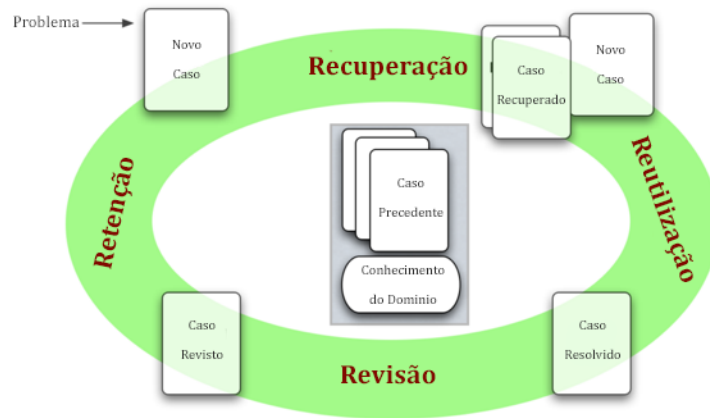 Problema
Novo
Caso
Recuperação
Caso
Recuperado
Novo
Caso
Retenção
Caso
Precedente
Conhecimento
do Dominio
Reutilização
Caso
Revisto
Revisão
Caso
Resolvido